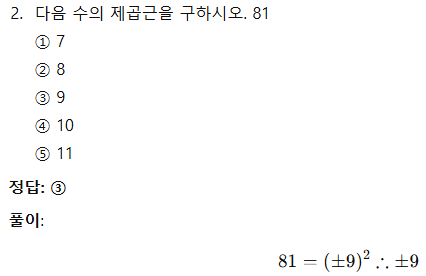 2. 다음 수의 제곱근을 구하시오. 81
① 7
② 8
③ 9
④ 10
⑤ 11
정답: ③
풀이:
81 = (±9)² ∴ ±9